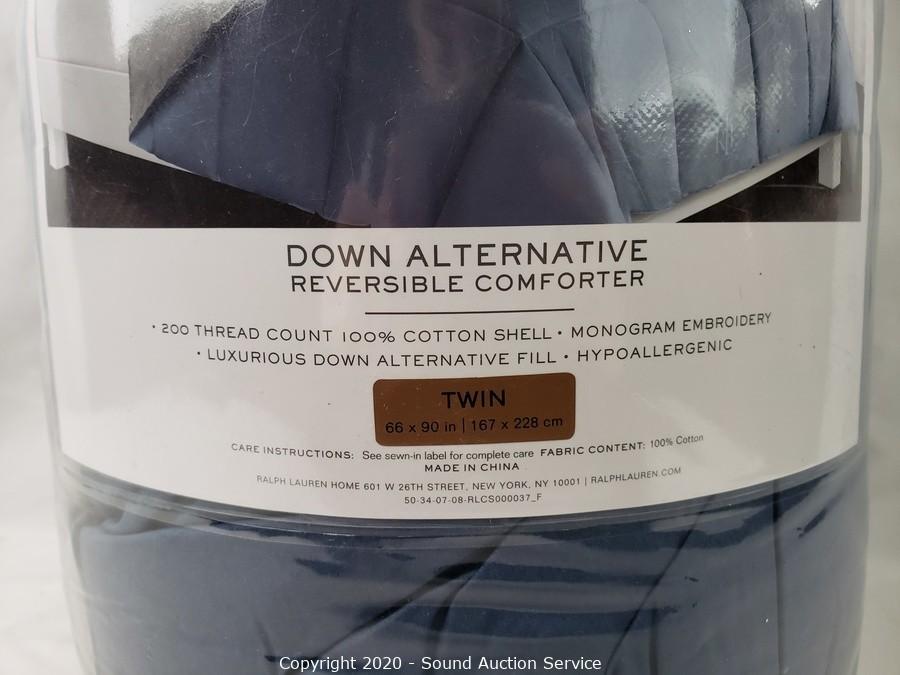 DOWN ALTERNATIVE
REVERSIBLE COMFORTER
• 200 THREAD COUNT 100% COTTON SHELL • MONOGRAM EMBROIDERY
• LUXURIOUS DOWN ALTERNATIVE FILL • HYPOALLERGENIC
TWIN
66 x 90 in | 167 x 228 cm
CARE INSTRUCTIONS: See sewn-in label for complete care FABRIC CONTENT: 100% Cotton
MADE IN CHINA
RALPH LAUREN HOME 601 W 26TH STREET, NEW YORK, NY 10001 | RALPHLAUREN.COM
50-34-07-08-RLCS000037_F
Copyright 2020 - Sound Auction Service